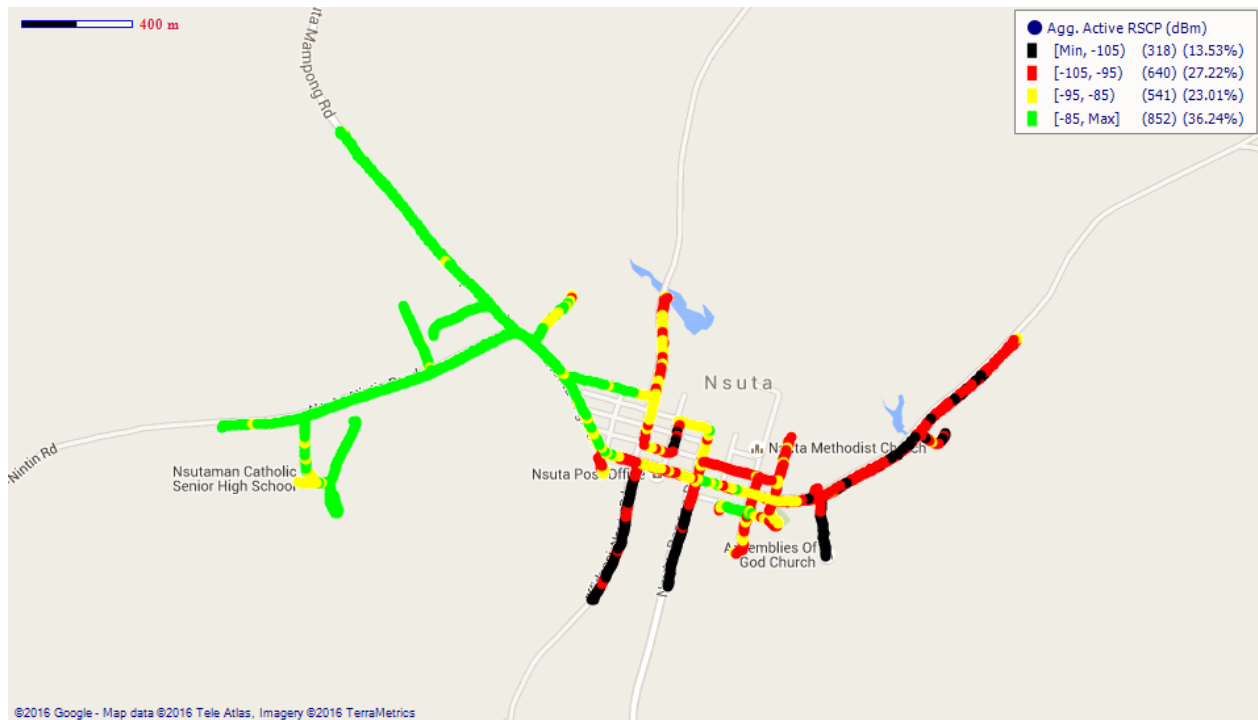 400 m
Agg. Active RSCP (dBm)
[Min, -105) (318) (13.53%)
[-105, -95) (640) (27.22%)
[-95, -85) (541) (23.01%)
[-85, Max] (852) (36.24%)
uta Mampong Rd
Nsuta
Nintin Rd
Nsutaman Catholic
Senior High School
Nsuta Post Office
Methodist Church
Assemblies Of
God Church
©2016 Google - Map data ©2016 Tele Atlas, Imagery ©2016 TerraMetrics